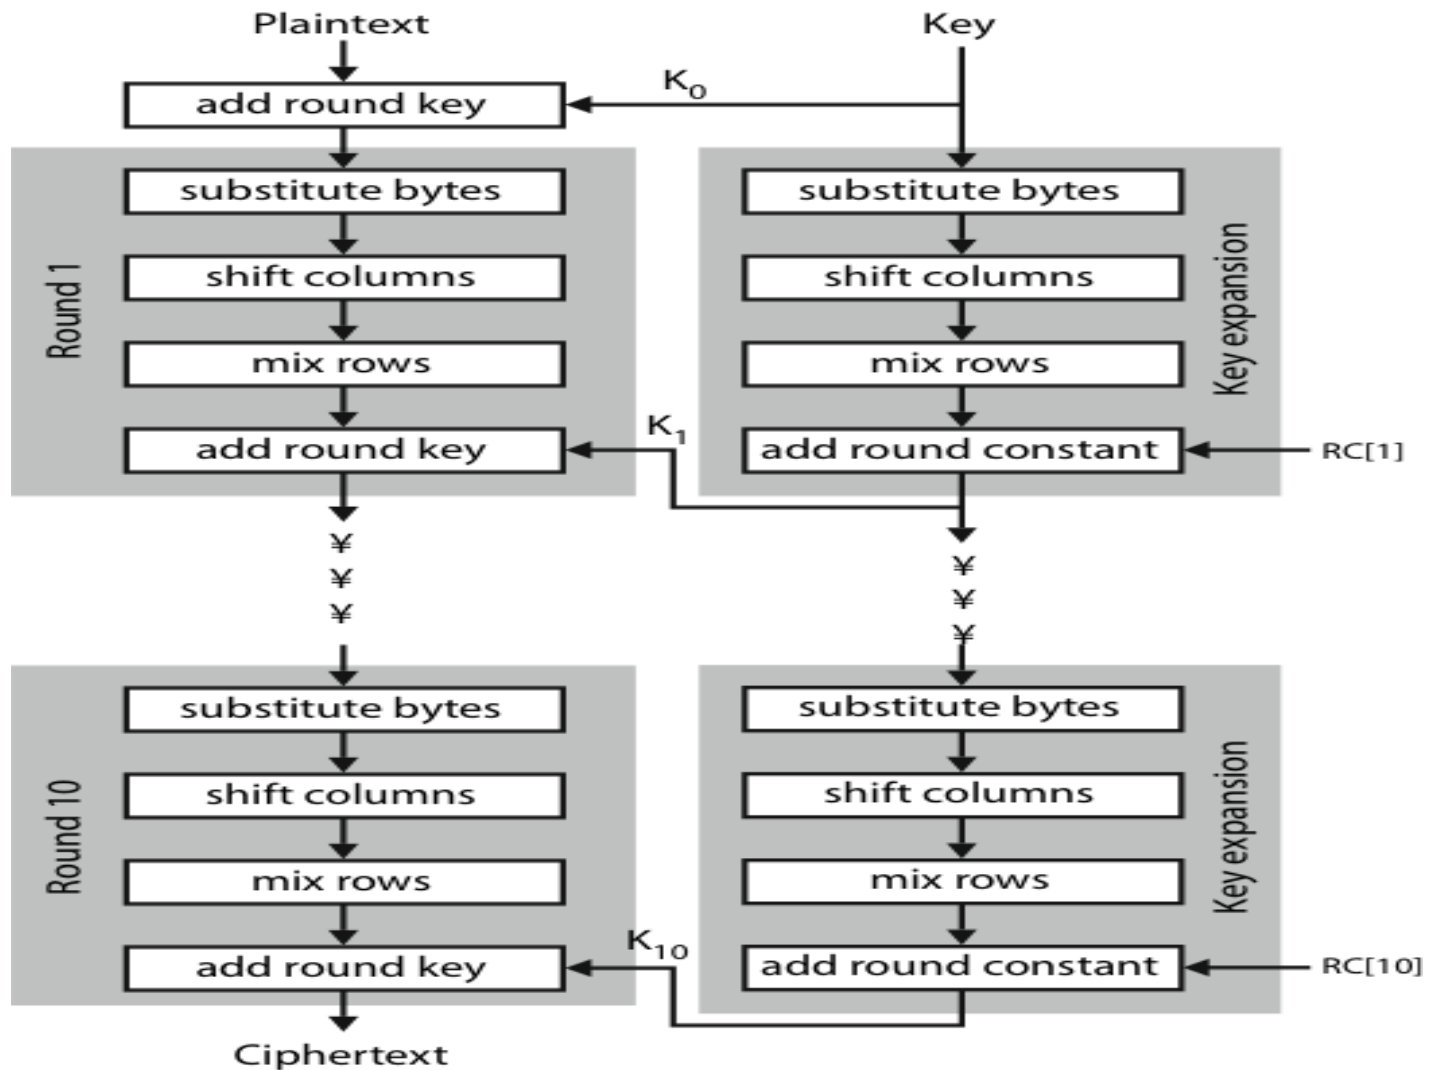 Plaintext
Key
K0
add round key
Round 1
substitute bytes
shift columns
mix rows
add round key
K1
substitute bytes
shift columns
mix rows
add round constant
Key expansion
RC[1]
¥
¥
¥
¥
¥
¥
Round 10
substitute bytes
shift columns
mix rows
add round key
K10
substitute bytes
shift columns
mix rows
add round constant
Key expansion
RC[10]
Ciphertext